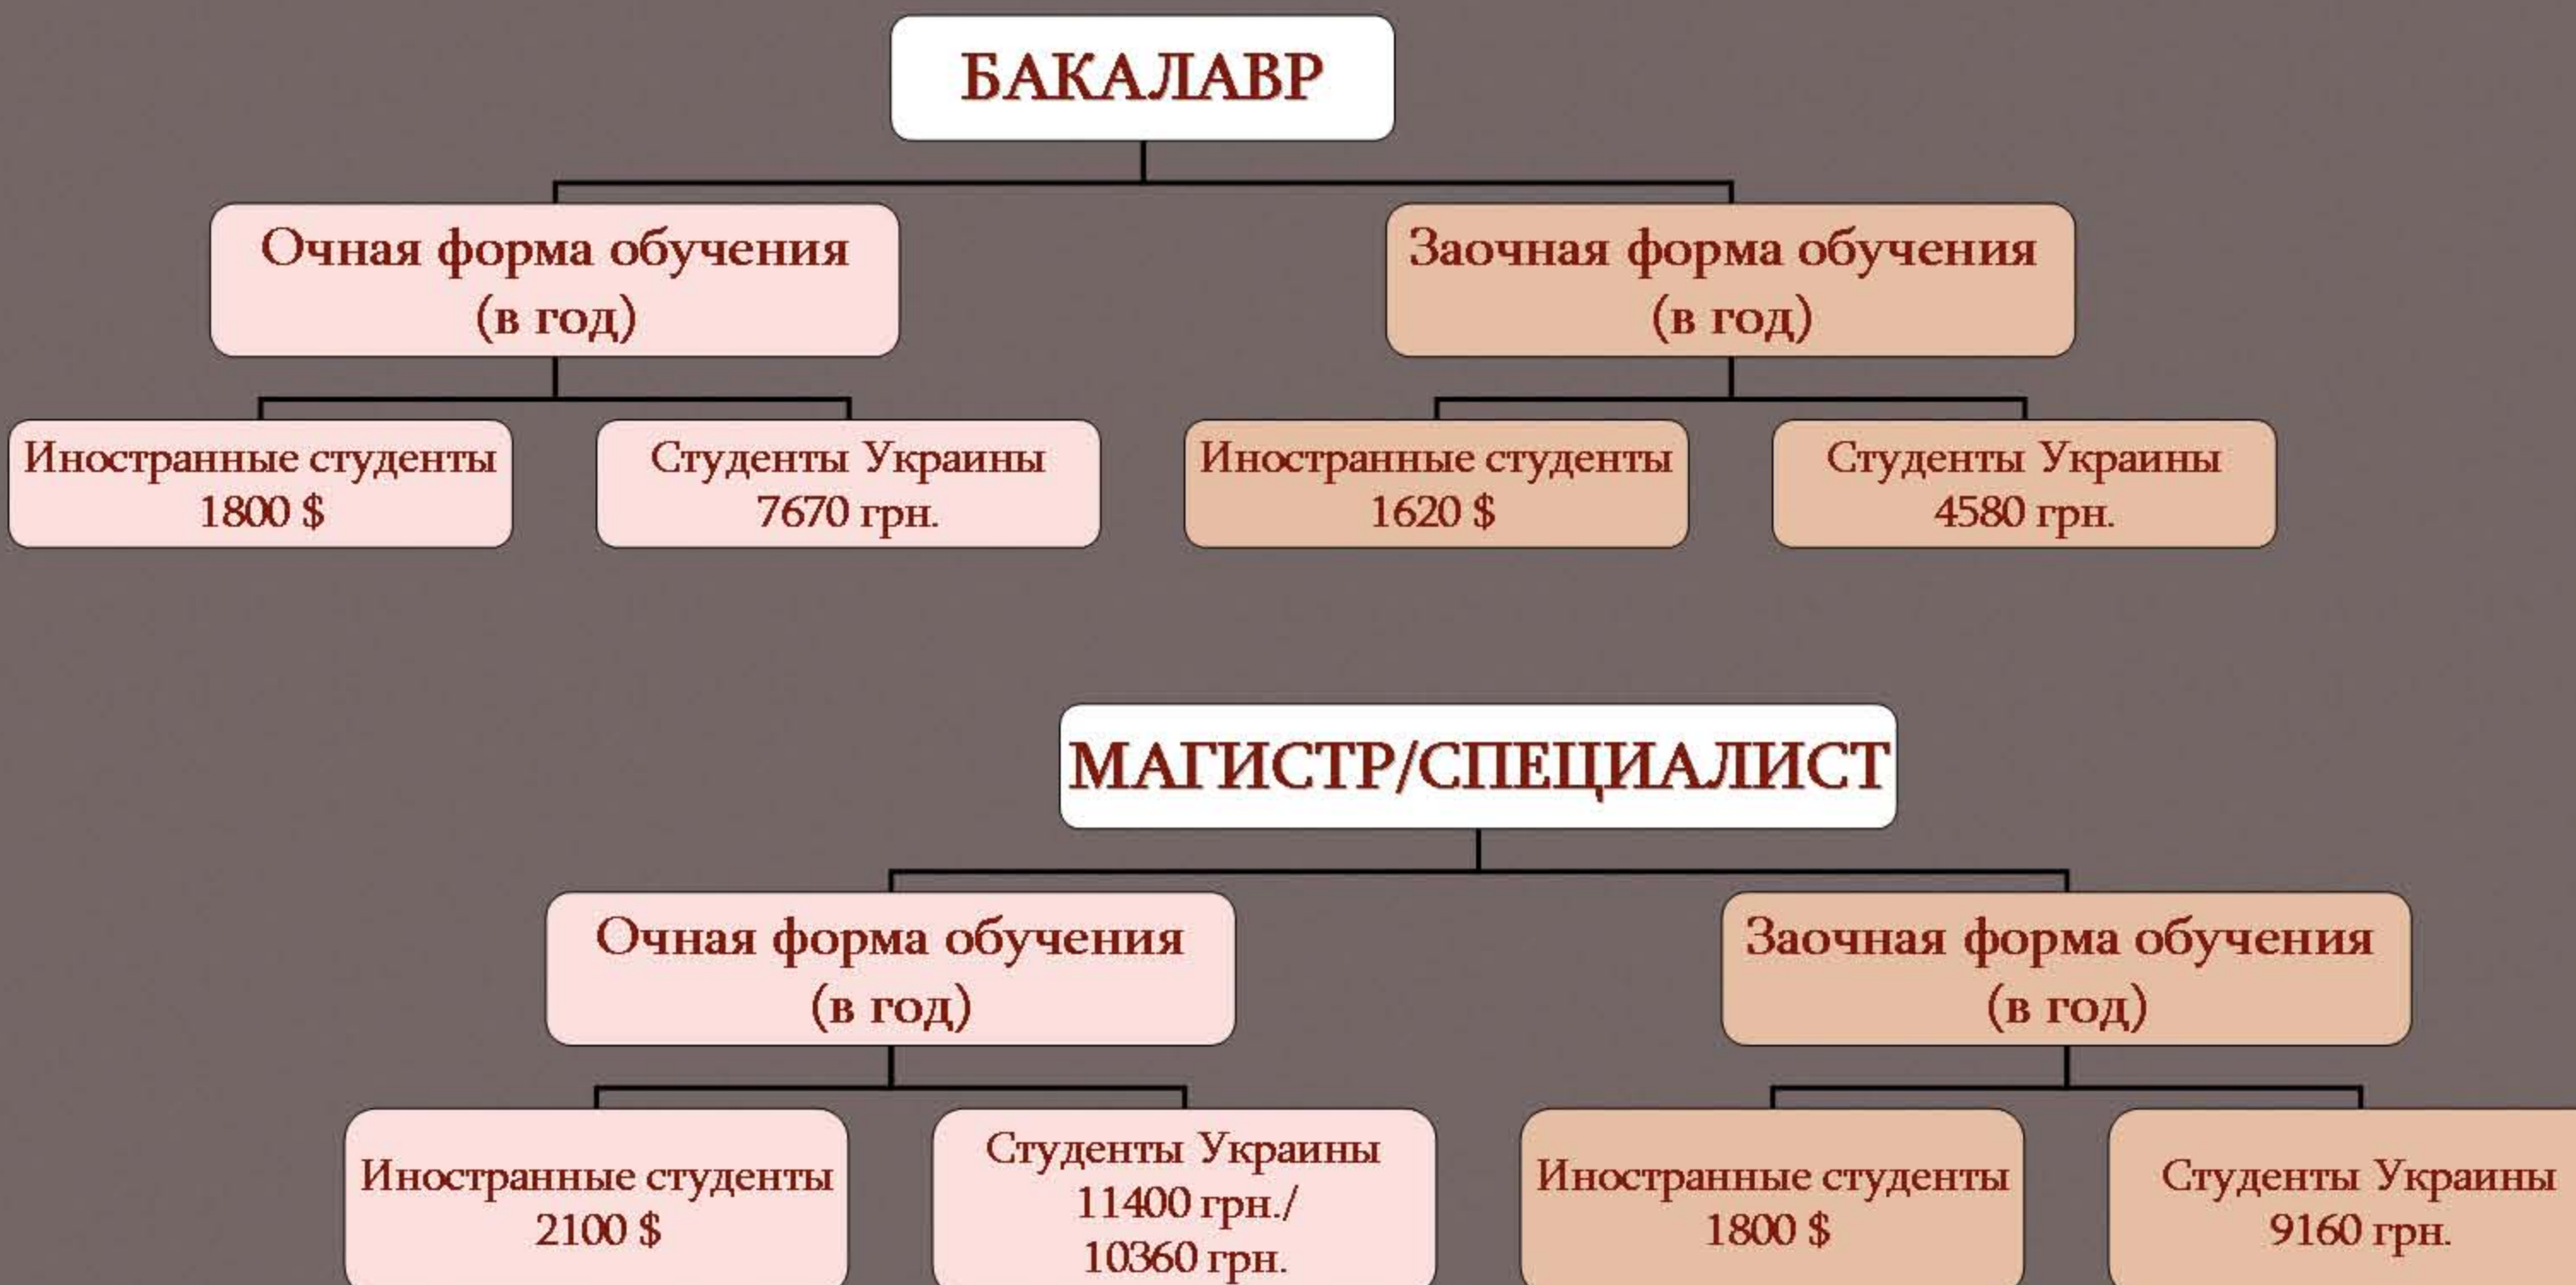 БАКАЛАВР
Очная форма обучения
(в год)
Заочная форма обучения
(в год)
Иностранные студенты
1800 $
Студенты Украины
7670 грн.
Иностранные студенты
1620 $
Студенты Украины
4580 грн.
МАГИСТР/СПЕЦИАЛИСТ
Очная форма обучения
(в год)
Заочная форма обучения
(в год)
Иностранные студенты
2100 $
Студенты Украины
11400 грн./
10360 грн.
Иностранные студенты
1800 $
Студенты Украины
9160 грн.